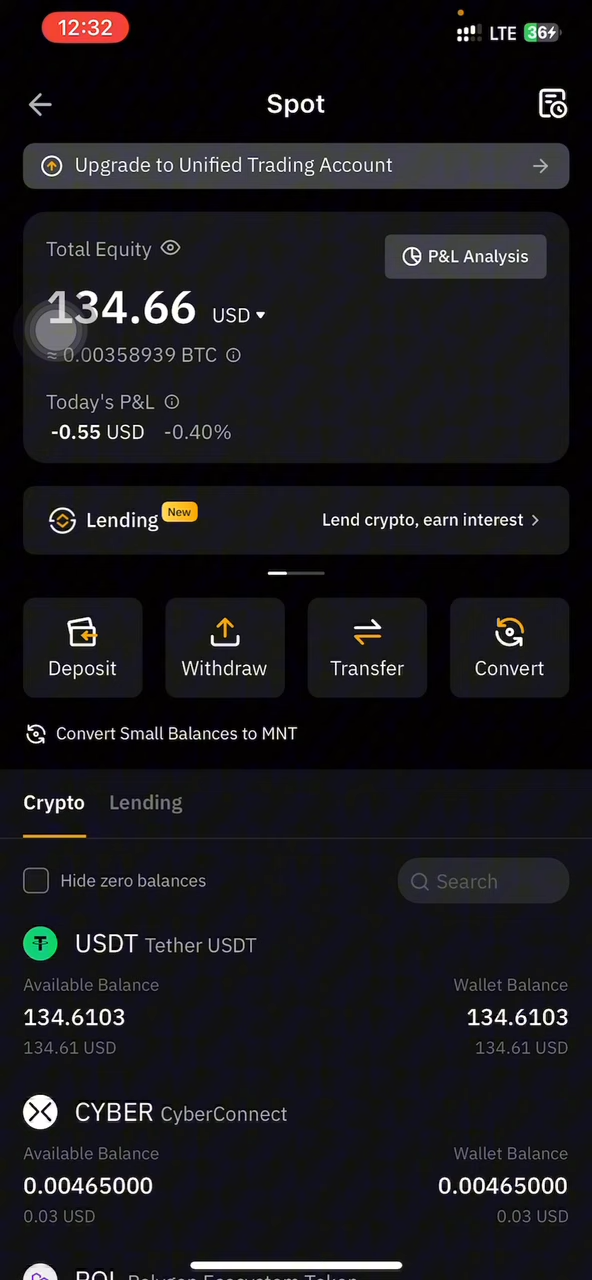 12:32
LTE 36
Spot
Upgrade to Unified Trading Account
Total Equity
P&L Analysis
134.66 USD
≈ 0.00358939 BTC
Today's P&L
-0.55 USD -0.40%
Lending New
Lend crypto, earn interest
Deposit
Withdraw
Transfer
Convert
Convert Small Balances to MNT
Crypto Lending
Hide zero balances
Search
USDT Tether USDT
Available Balance Wallet Balance
134.6103 134.6103
134.61 USD 134.61 USD
CYBER CyberConnect
Available Balance Wallet Balance
0.00465000 0.00465000
0.03 USD 0.03 USD
POL Polygon Ecosystem Token